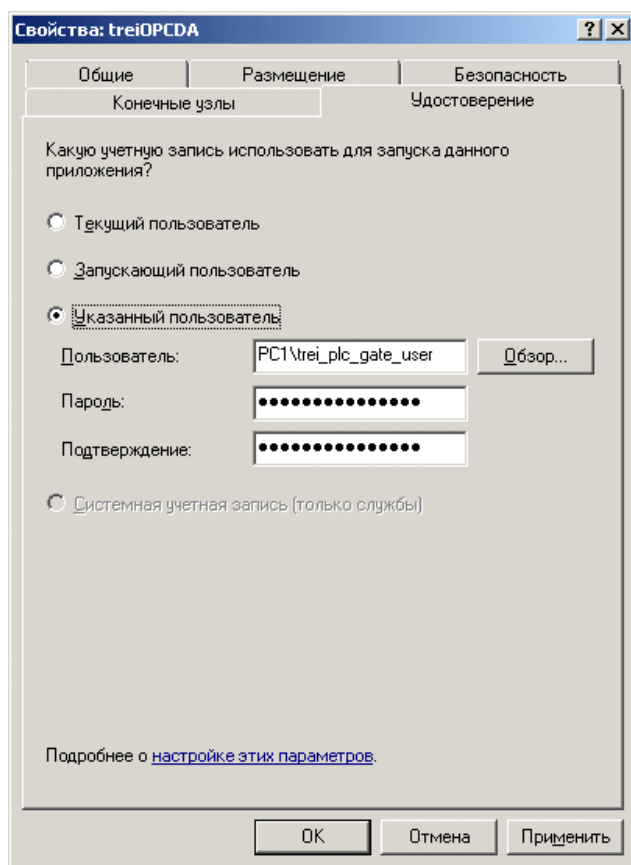 Свойства: treiOPCDA
Общие Размещение Безопасность
Конечные узлы Удостоверение
Какую учетную запись использовать для запуска данного
приложения?
Текущий пользователь
Запускающий пользователь
Указанный пользователь
Пользователь: PC1\trei_plc_gate_user Обзор...
Пароль: ●●●●●●●●●●●●●●●
Подтверждение: ●●●●●●●●●●●●●●●
Системная учетная запись (только службы)
Подробнее о настройке этих параметров.
ОК Отмена Применить